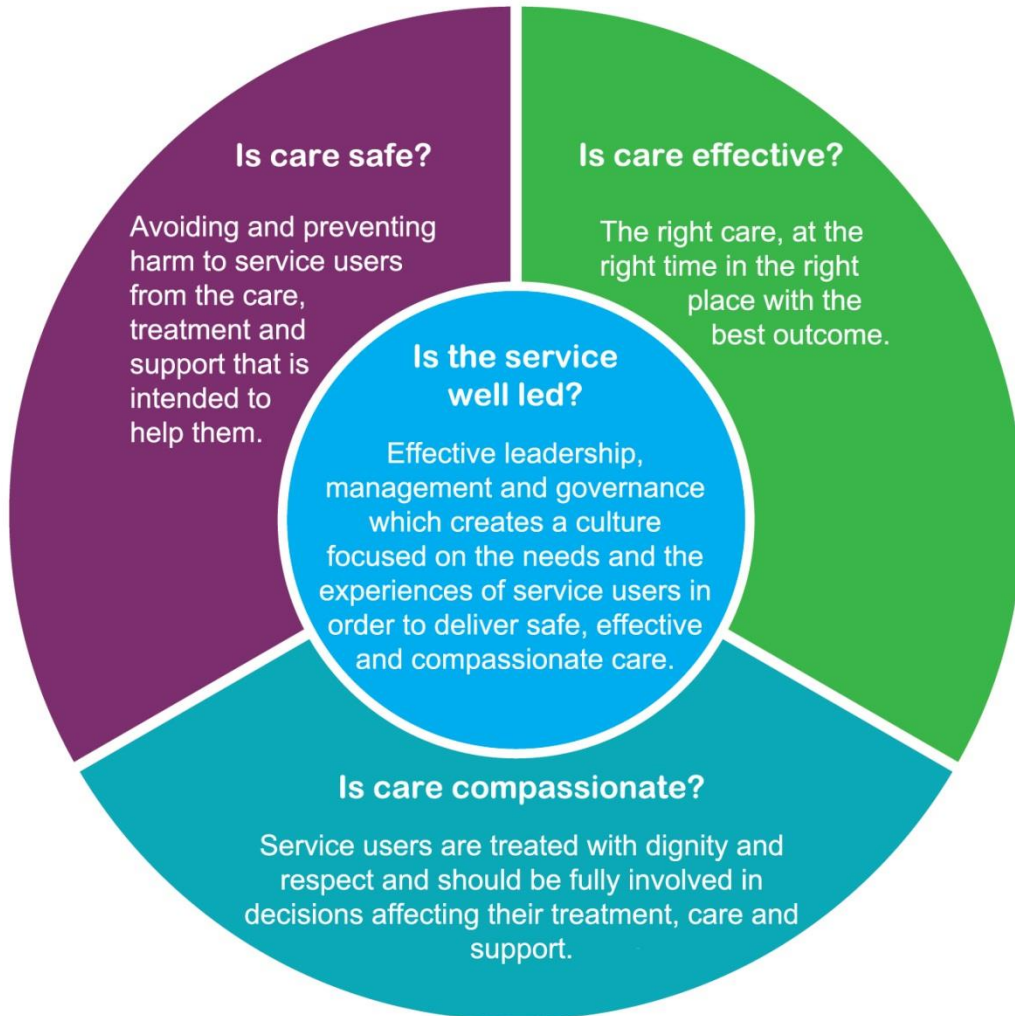 Is care safe?
Avoiding and preventing
harm to service users
from the care,
treatment and
support that is
intended to
help them.
Is care effective?
The right care, at the
right time in the right
place with the
best outcome.
Is the service
well led?
Effective leadership,
management and governance
which creates a culture
focused on the needs and the
experiences of service users in
order to deliver safe, effective
and compassionate care.
Is care compassionate?
Service users are treated with dignity and
respect and should be fully involved in
decisions affecting their treatment, care and
support.